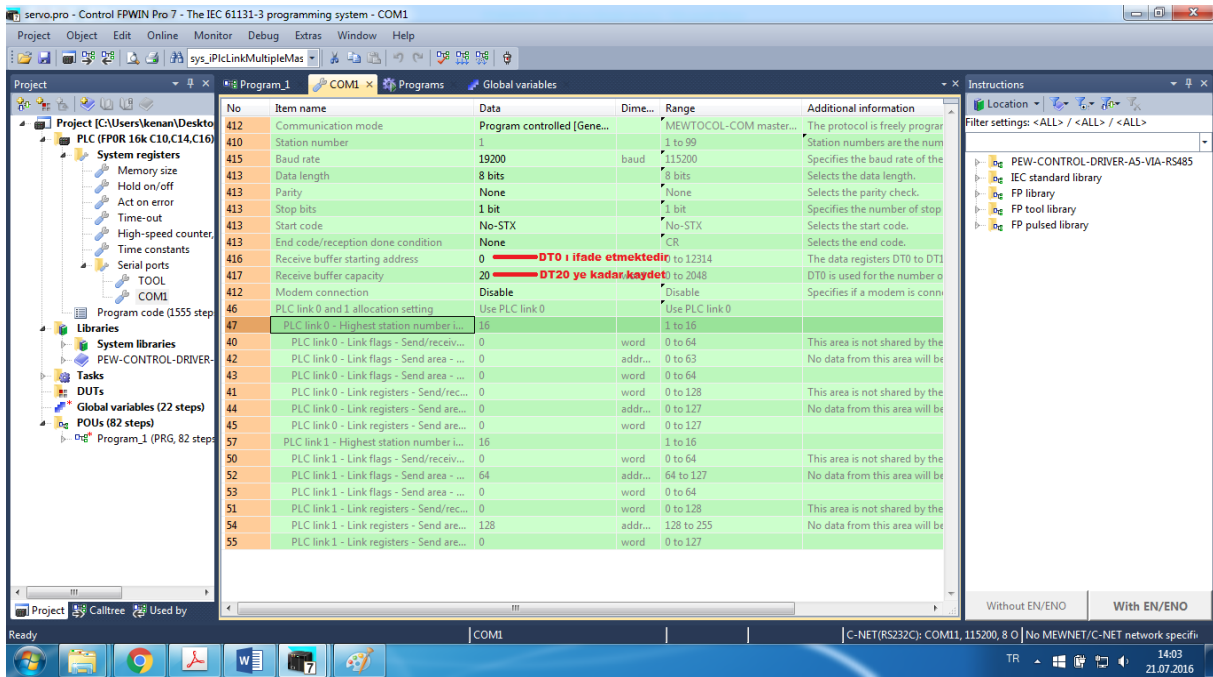 servo.pro - Control FPWIN Pro 7 - The IEC 61131-3 programming system - COM1
Project Object Edit Online Monitor Debug Extras Window Help
sys_iPlcLinkMultipleMas
Project
Program_1 COM1 Programs Global variables
Instructions
Project [C:\Users\kenan\Deskto
PLC (FP0R 16k C10,C14,C16)
System registers
Memory size
Hold on/off
Act on error
Time-out
High-speed counter,
Time constants
Serial ports
TOOL
COM1
Program code (1555 step
Libraries
System libraries
PEW-CONTROL-DRIVER-
Tasks
DUTs
Global variables (22 steps)
POUs (82 steps)
Program_1 (PRG, 82 steps
Project Calltree Used by
No Item name Data Dime... Range Additional information
412 Communication mode Program controlled [Gene... MEWTOCOL-COM master... The protocol is freely program
410 Station number 1 1 to 99 Station numbers are the num
415 Baud rate 19200 baud 115200 Specifies the baud rate of the
413 Data length 8 bits 8 bits Selects the data length.
413 Parity None None Selects the parity check.
413 Stop bits 1 bit 1 bit Specifies the number of stop
413 Start code No-STX No-STX Selects the start code.
413 End code/reception done condition None CR Selects the end code.
416 Receive buffer starting address 0 DT0 ı ifade etmektedir 0 to 12314 The data registers DT0 to DT1
417 Receive buffer capacity 20 DT20 ye kadar kaydet 0 to 2048 DT0 is used for the number o
412 Modem connection Disable Disable Specifies if a modem is conn
46 PLC link 0 and 1 allocation setting Use PLC link 0 Use PLC link 0
47 PLC link 0 - Highest station number i... 16 1 to 16
40 PLC link 0 - Link flags - Send/receiv... 0 word 0 to 64 This area is not shared by the
42 PLC link 0 - Link flags - Send area - ... 0 addr... 0 to 63 No data from this area will be
43 PLC link 0 - Link flags - Send area - ... 0 word 0 to 64
41 PLC link 0 - Link registers - Send/rec... 0 word 0 to 128 This area is not shared by the
44 PLC link 0 - Link registers - Send are... 0 addr... 0 to 127 No data from this area will be
45 PLC link 0 - Link registers - Send are... 0 word 0 to 127
57 PLC link 1 - Highest station number i... 16 1 to 16
50 PLC link 1 - Link flags - Send/receiv... 0 word 0 to 64 This area is not shared by the
52 PLC link 1 - Link flags - Send area - ... 64 addr... 64 to 127 No data from this area will be
53 PLC link 1 - Link flags - Send area - ... 0 word 0 to 64
51 PLC link 1 - Link registers - Send/rec... 0 word 0 to 128 This area is not shared by the
54 PLC link 1 - Link registers - Send are... 128 addr... 128 to 255 No data from this area will be
55 PLC link 1 - Link registers - Send are... 0 word 0 to 127
Location
Filter settings: <ALL> / <ALL> / <ALL>
PEW-CONTROL-DRIVER-A5-VIA-RS485
IEC standard library
FP library
FP tool library
FP pulsed library
Without EN/ENO With EN/ENO
Ready COM1 C-NET(RS232C): COM11, 115200, 8 O No MEWNET/C-NET network specifi
TR 14:03
21.07.2016